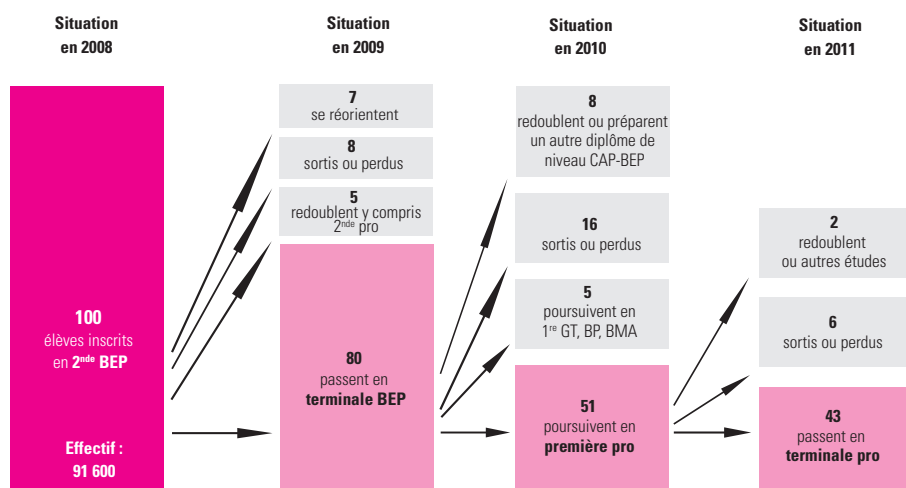 Situation
en 2008
Situation
en 2009
Situation
en 2010
Situation
en 2011
100
élèves inscrits
en 2nde BEP
Effectif :
91 600
7
se réorientent
8
sortis ou perdus
5
redoublent y compris
2nde pro
80
passent en
terminale BEP
8
redoublent ou préparent
un autre diplôme de
niveau CAP-BEP
16
sortis ou perdus
5
poursuivent en
1re GT, BP, BMA
51
poursuivent en
première pro
2
redoublent
ou autres études
6
sortis ou perdus
43
passent en
terminale pro